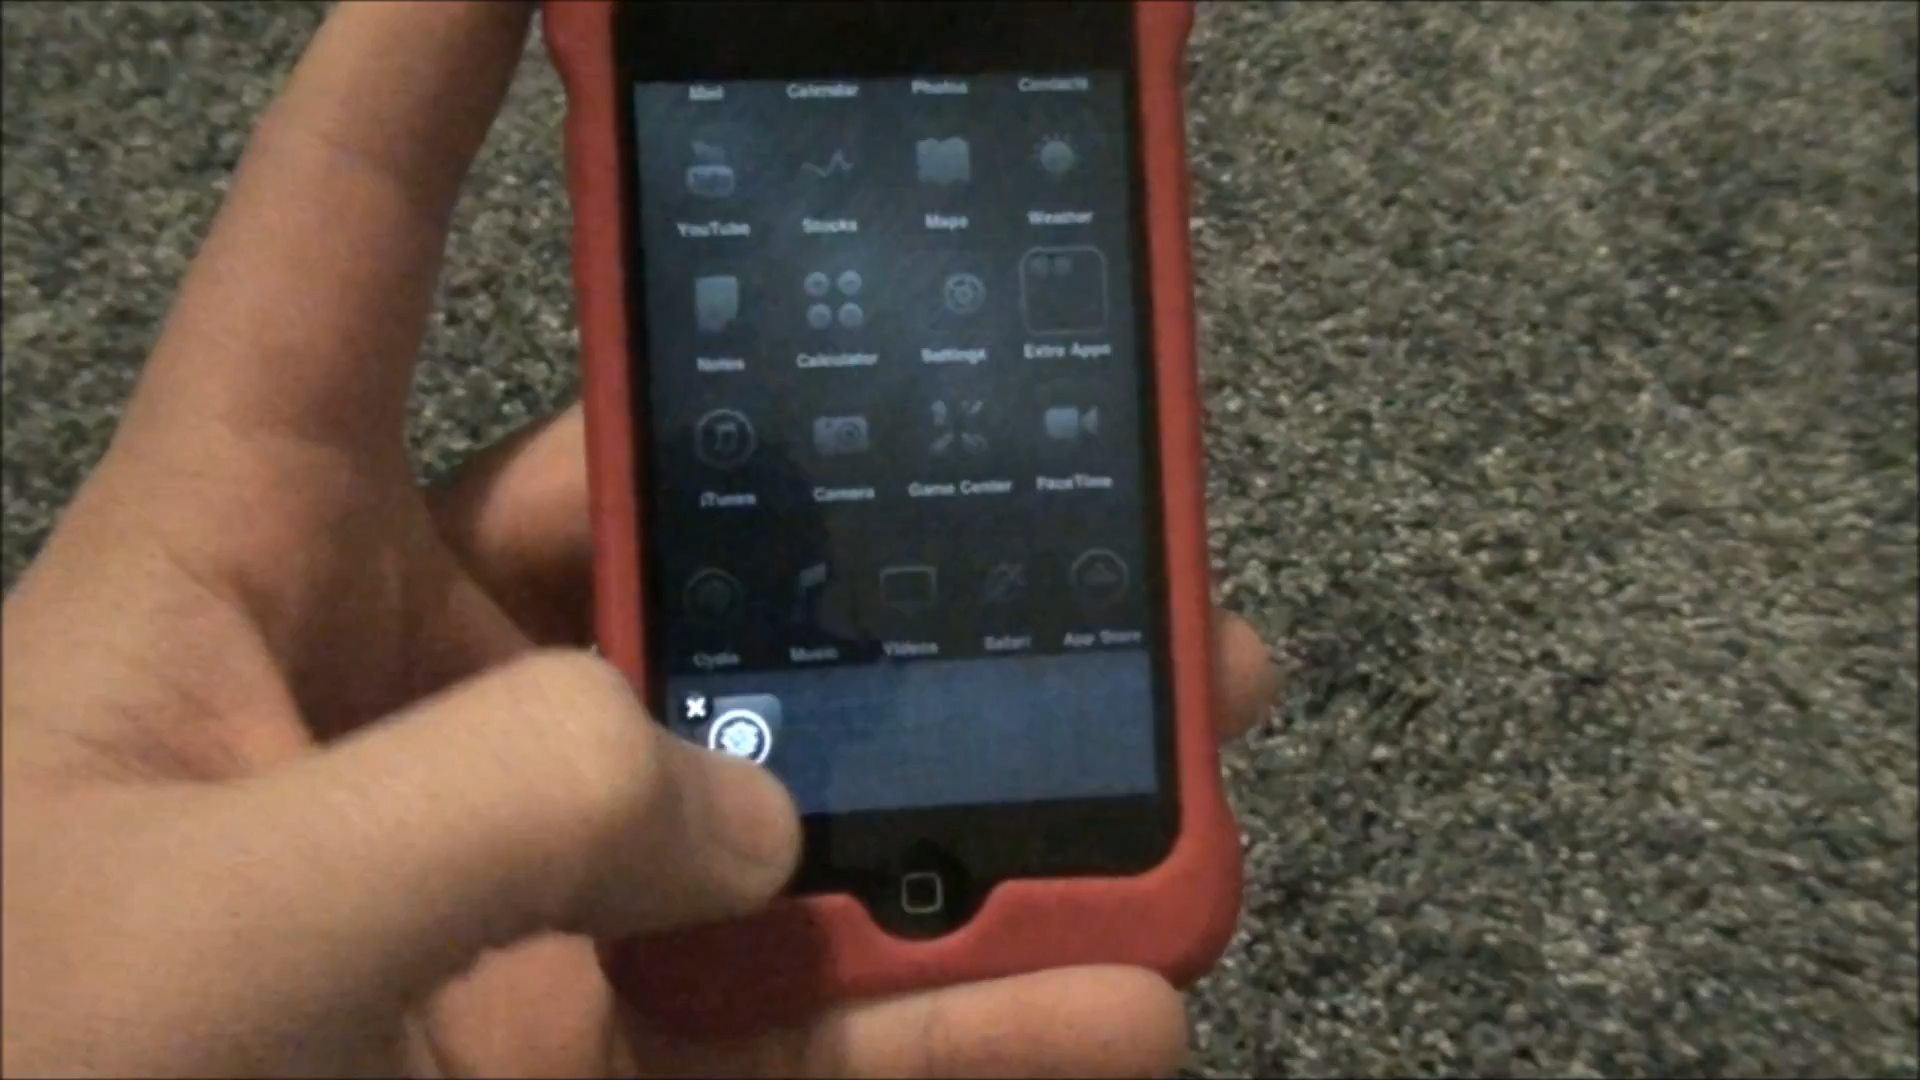 Mail Calendar Photos Contacts
YouTube Stocks Maps Weather
Notes Calculator Settings Extra Apps
iTunes Camera Game Center FaceTime
Cydia Music Videos Safari App Store